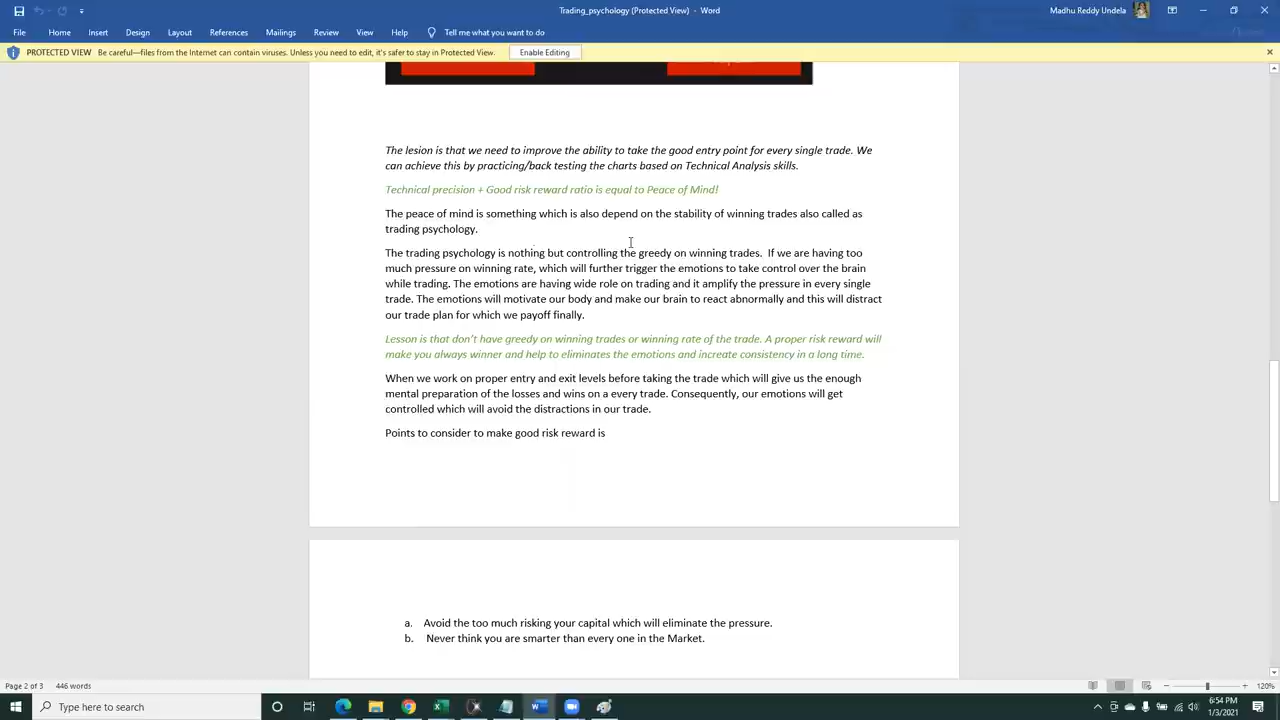 Trading_psychology (Protected View) - Word
Madhu Reddy Undela
File Home Insert Design Layout References Mailings Review View Help Tell me what you want to do
PROTECTED VIEW Be careful—files from the Internet can contain viruses. Unless you need to edit, it's safer to stay in Protected View. Enable Editing
The lesion is that we need to improve the ability to take the good entry point for every single trade. We
can achieve this by practicing/back testing the charts based on Technical Analysis skills.
Technical precision + Good risk reward ratio is equal to Peace of Mind!
The peace of mind is something which is also depend on the stability of winning trades also called as
trading psychology.
The trading psychology is nothing but controlling the greedy on winning trades.  If we are having too
much pressure on winning rate, which will further trigger the emotions to take control over the brain
while trading. The emotions are having wide role on trading and it amplify the pressure in every single
trade. The emotions will motivate our body and make our brain to react abnormally and this will distract
our trade plan for which we payoff finally.
Lesson is that don't have greedy on winning trades or winning rate of the trade. A proper risk reward will
make you always winner and help to eliminates the emotions and increate consistency in a long time.
When we work on proper entry and exit levels before taking the trade which will give us the enough
mental preparation of the losses and wins on a every trade. Consequently, our emotions will get
controlled which will avoid the distractions in our trade.
Points to consider to make good risk reward is
a. Avoid the too much risking your capital which will eliminate the pressure.
b. Never think you are smarter than every one in the Market.
Page 2 of 3 446 words
120%
Type here to search
6:54 PM
1/3/2021